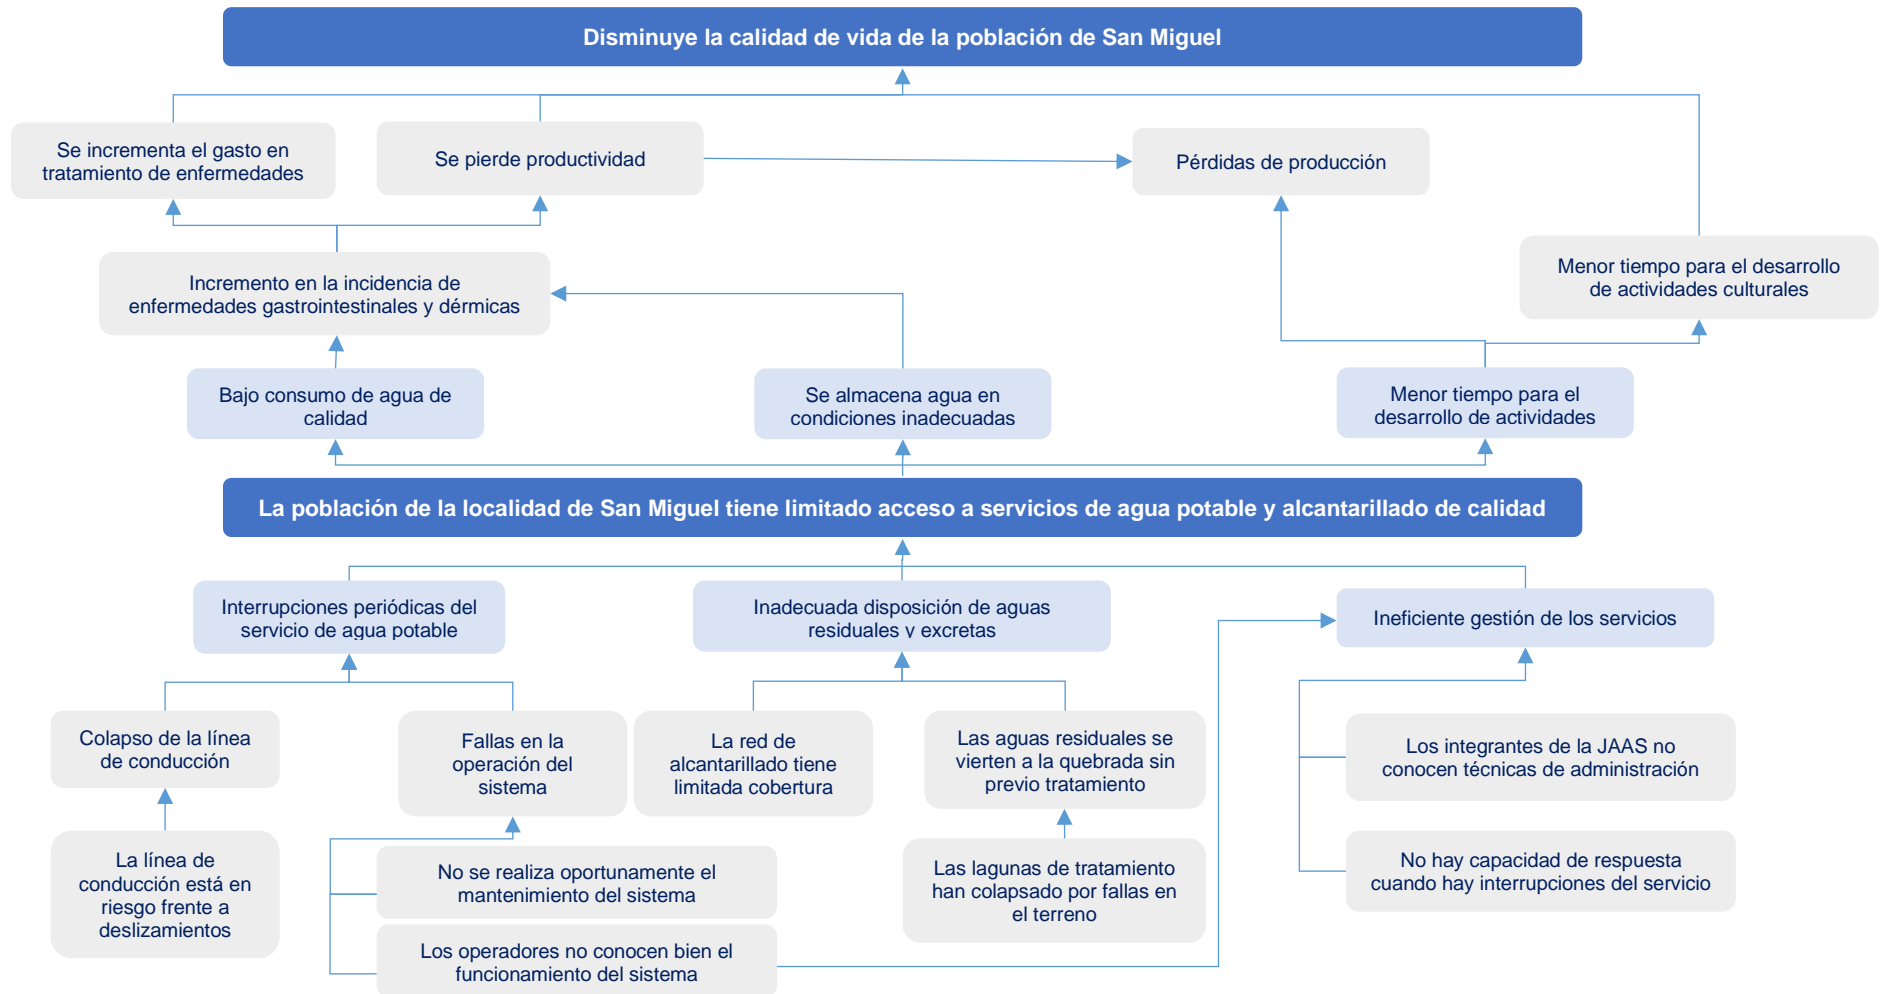 Disminuye la calidad de vida de la población de San Miguel
Se incrementa el gasto en
tratamiento de enfermedades
Se pierde productividad
Pérdidas de producción
Incremento en la incidencia de
enfermedades gastrointestinales y dérmicas
Menor tiempo para el desarrollo
de actividades culturales
Bajo consumo de agua de
calidad
Se almacena agua en
condiciones inadecuadas
Menor tiempo para el
desarrollo de actividades
La población de la localidad de San Miguel tiene limitado acceso a servicios de agua potable y alcantarillado de calidad
Interrupciones periódicas del
servicio de agua potable
Inadecuada disposición de aguas
residuales y excretas
Ineficiente gestión de los servicios
Colapso de la línea
de conducción
Fallas en la
operación del
sistema
La red de
alcantarillado tiene
limitada cobertura
Las aguas residuales se
vierten a la quebrada sin
previo tratamiento
Los integrantes de la JAAS no
conocen técnicas de administración
La línea de
conducción está en
riesgo frente a
deslizamientos
No se realiza oportunamente el
mantenimiento del sistema
Las lagunas de tratamiento
han colapsado por fallas en
el terreno
No hay capacidad de respuesta
cuando hay interrupciones del servicio
Los operadores no conocen bien el
funcionamiento del sistema